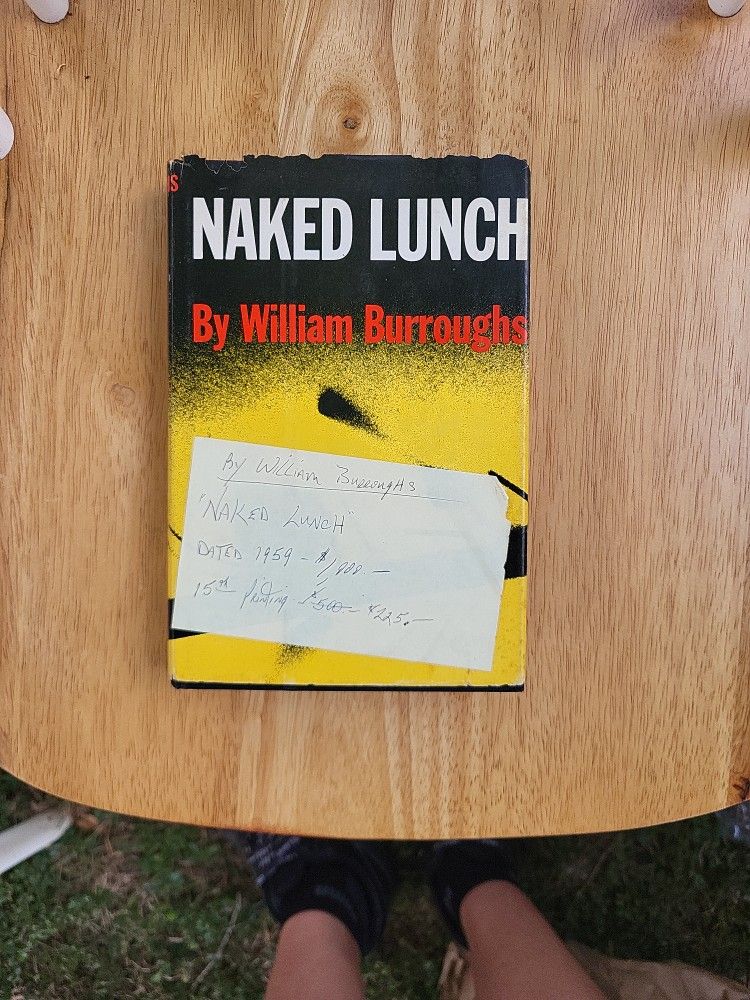 S
NAKED LUNCH
By William Burroughs
By William Burroughs
"NAKED LUNCH"
DATED 1959 - $1,000.—
15th printing $500.— $225.—